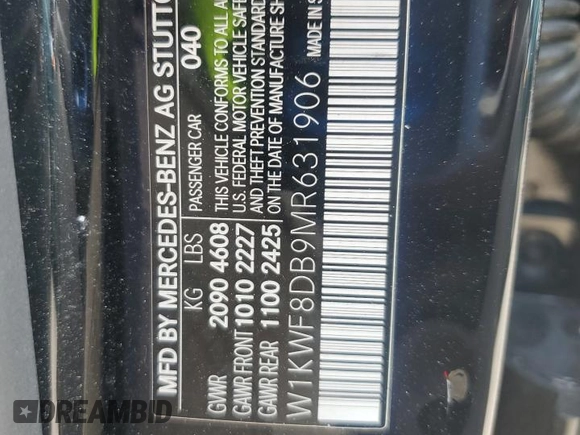 MFD BY MERCEDES-BENZ AG STUTTG
040
KG LBS
GVWR 2090 4608
GAWR FRONT 1010 2227
GAWR REAR 1100 2425
PASSENGER CAR
THIS VEHICLE CONFORMS TO ALL A
U.S. FEDERAL MOTOR VEHICLE SAFE
AND THEFT PREVENTION STANDARD
ON THE DATE OF MANUFACTURE SH
W1KWF8DB9MR631906 MADE IN
DREAMBID